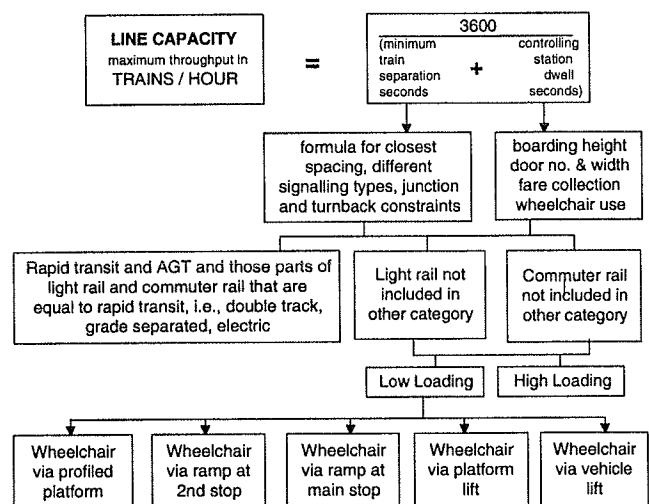 LINE CAPACITY
maximum throughput in
TRAINS / HOUR
=
3600
(minimum
train
separation
seconds
+
controlling
station
dwell
seconds)
formula for closest
spacing, different
signalling types, junction
and turnback constraints
boarding height
door no. & width
fare collection
wheelchair use
Rapid transit and AGT and those parts of
light rail and commuter rail that are
equal to rapid transit, i.e., double track,
grade separated, electric
Light rail not
included in
other category
Commuter rail
not included in
other category
Low Loading
High Loading
Wheelchair
via profiled
platform
Wheelchair
via ramp at
2nd stop
Wheelchair
via ramp at
main stop
Wheelchair
via platform
lift
Wheelchair
via vehicle
lift